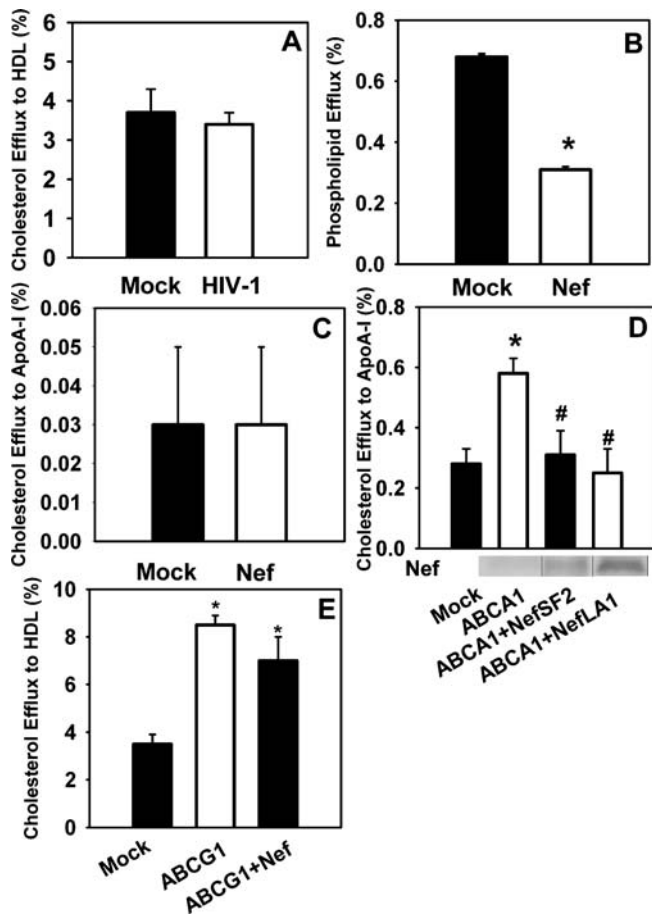 Cholesterol Efflux to HDL (%)
6
5
4
3
2
1
0
A
Mock HIV-1
Phospholipid Efflux (%)
0.8
0.6
0.4
0.2
0.0
B
*
Mock Nef
Cholesterol Efflux to ApoA-I (%)
0.06
0.05
0.04
0.03
0.02
0.01
0.00
C
Mock Nef
Cholesterol Efflux to ApoA-I (%)
0.8
0.6
0.4
0.2
0.0
D
*
#
#
Nef
Mock
ABCA1
ABCA1+NefSF2
ABCA1+NefLA1
Cholesterol Efflux to HDL (%)
10
8
6
4
2
0
E
*
*
Mock
ABCG1
ABCG1+Nef